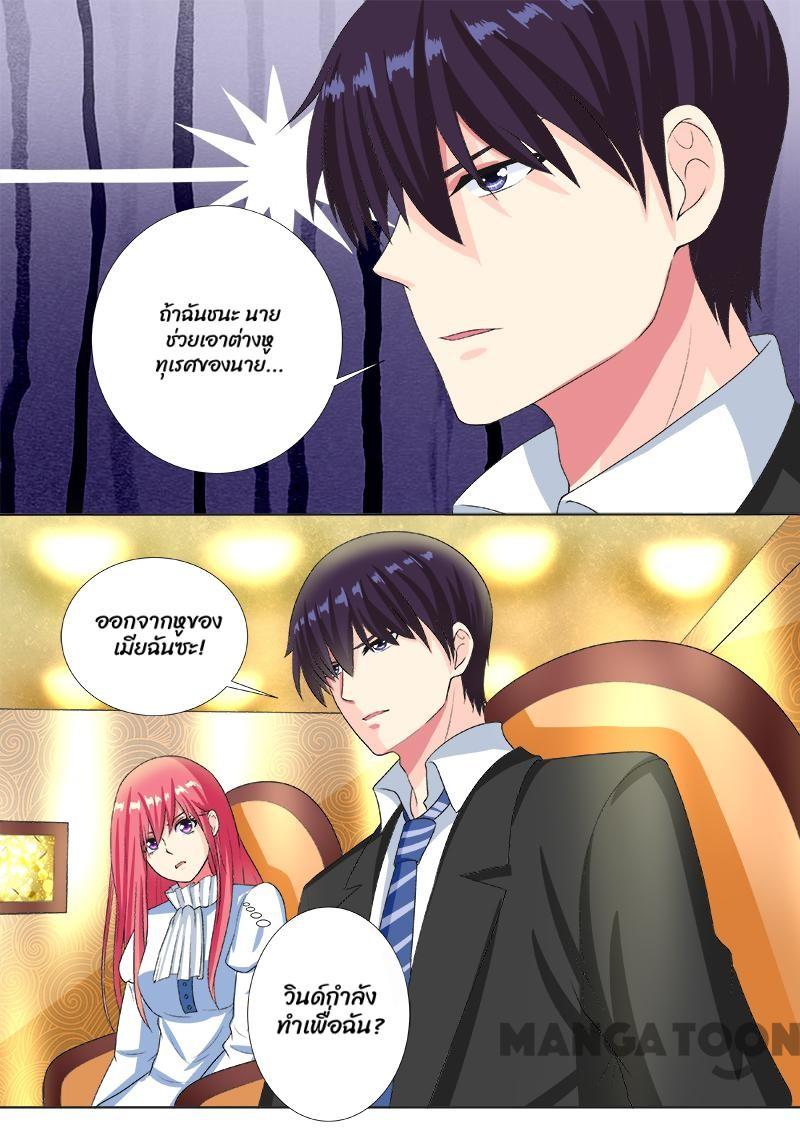 ถ้าฉันชนะ นาย
ช่วยเอาต่างหู
ทุเรศของนาย...
ออกจากหูของ
เมียฉันซะ!
วินด์กำลัง
ทำเพื่อฉัน?
MANGATOON